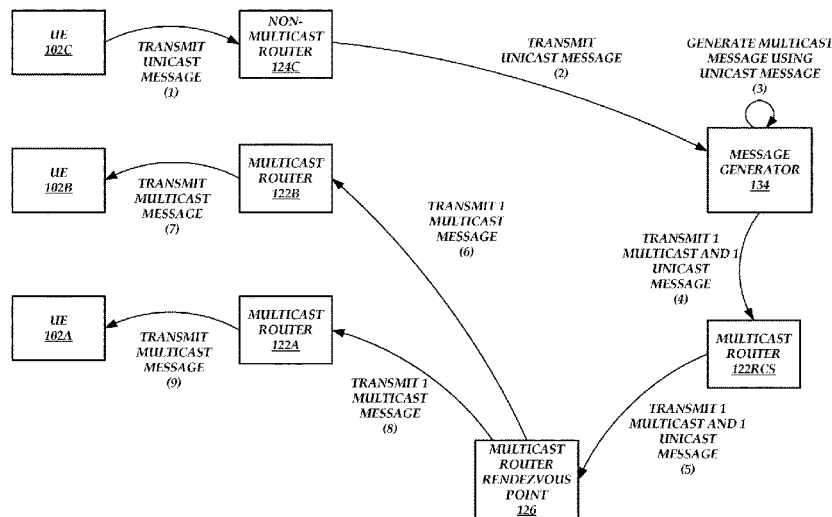 UE
102C
TRANSMIT
UNICAST
MESSAGE
(1)
NON-
MULTICAST
ROUTER
124C
TRANSMIT
UNICAST MESSAGE
(2)
GENERATE MULTICAST
MESSAGE USING
UNICAST MESSAGE
(3)
MESSAGE
GENERATOR
134
UE
102B
TRANSMIT
MULTICAST
MESSAGE
(7)
MULTICAST
ROUTER
122B
TRANSMIT 1
MULTICAST
MESSAGE
(6)
TRANSMIT 1
MULTICAST AND 1
UNICAST
MESSAGE
(4)
UE
102A
TRANSMIT
MULTICAST
MESSAGE
(9)
MULTICAST
ROUTER
122A
TRANSMIT 1
MULTICAST
MESSAGE
(8)
MULTICAST
ROUTER
122RCS
TRANSMIT 1
MULTICAST AND 1
UNICAST
MESSAGE
(5)
MULTICAST
ROUTER
RENDEZVOUS
POINT
126